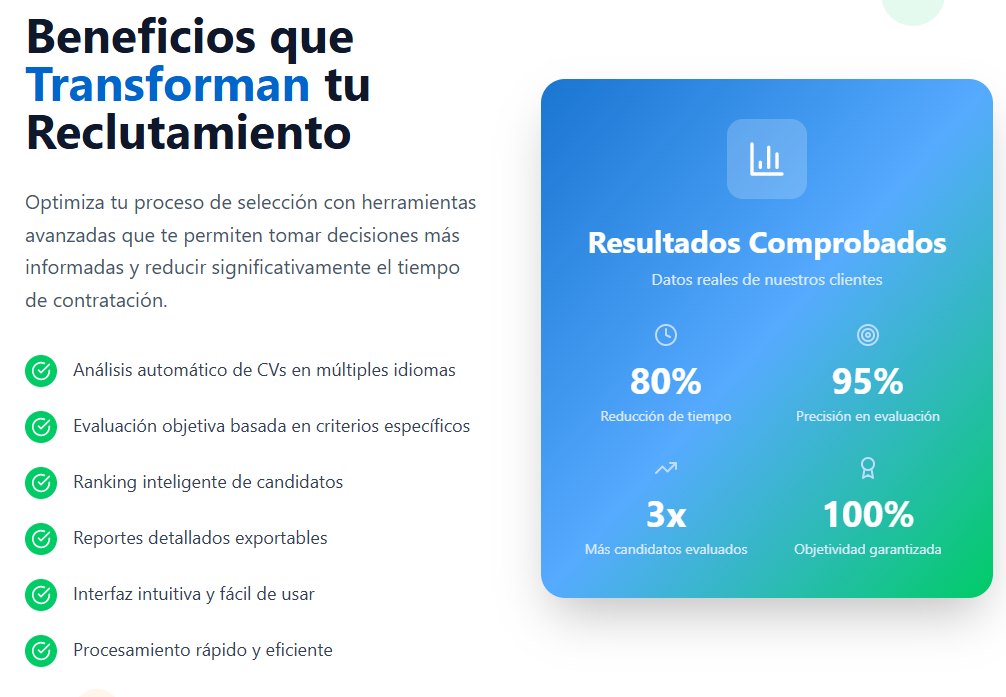 Beneficios que
Transforman tu
Reclutamiento
Optimiza tu proceso de selección con herramientas
avanzadas que te permiten tomar decisiones más
informadas y reducir significativamente el tiempo
de contratación.
Análisis automático de CVs en múltiples idiomas
Evaluación objetiva basada en criterios específicos
Ranking inteligente de candidatos
Reportes detallados exportables
Interfaz intuitiva y fácil de usar
Procesamiento rápido y eficiente
Resultados Comprobados
Datos reales de nuestros clientes
80%
Reducción de tiempo
95%
Precisión en evaluación
3x
Más candidatos evaluados
100%
Objetividad garantizada